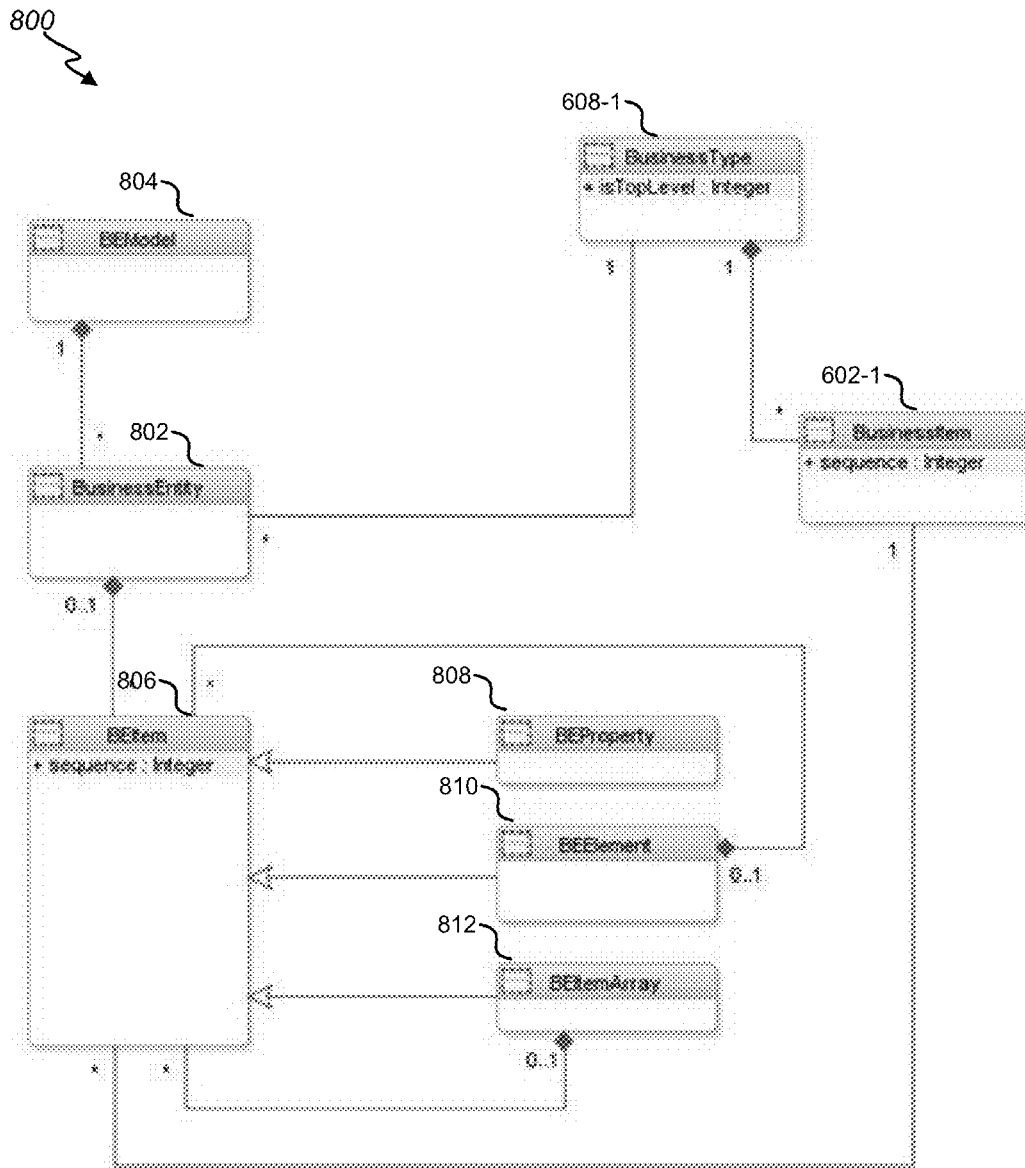 800
608-1
BusinessType
+ isTopLevel : Integer
804
BEModel
1
1
1
602-1
*
BusinessItem
+ sequence : Integer
802
*
BusinessEntity
*
1
0..1
806
*
*
808
BEItem
+ sequence : Integer
BEProperty
810
BEElement
0..1
812
BEItemArray
0..1
*
*